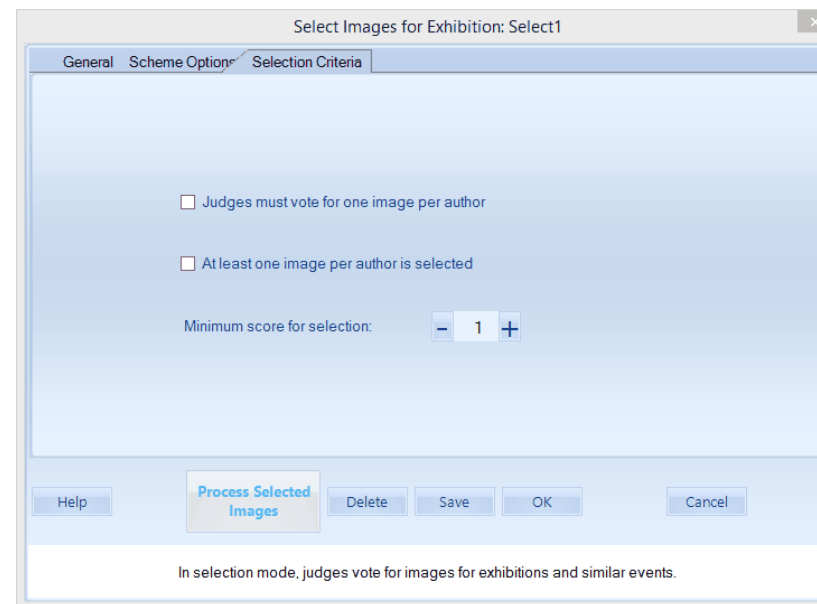 Select Images for Exhibition: Select1
General Scheme Options Selection Criteria
Judges must vote for one image per author
At least one image per author is selected
Minimum score for selection: - 1 +
Help Process Selected Images Delete Save OK Cancel
In selection mode, judges vote for images for exhibitions and similar events.